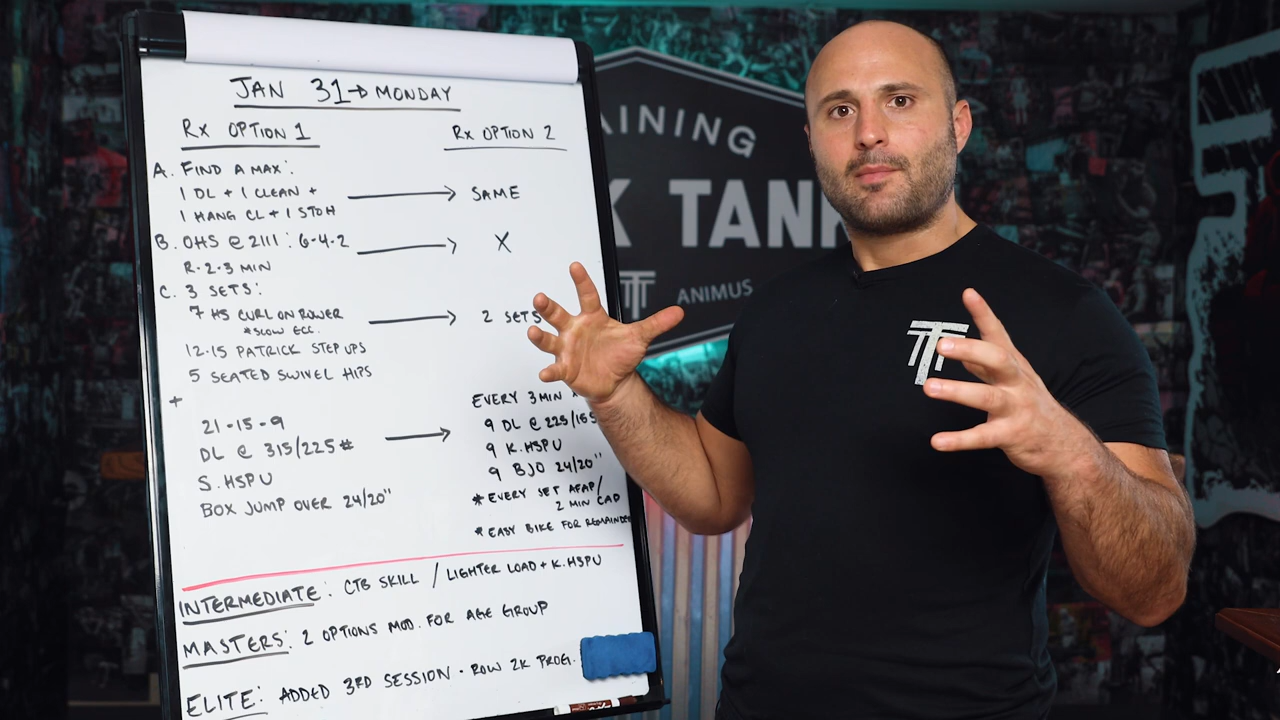 JAN 31→MONDAY
RX OPTION 1
RX OPTION 2
A. FIND A MAX:
1 DL + 1 CLEAN +
1 HANG CL + 1 STOH
SAME
B. OHS @ 2111: 6-4-2
X
R-2-3 MIN
C. 3 SETS:
7 HS CURL ON ROWER
2 SETS
*SLOW ECC.
12-15 PATRICK STEP UPS
5 SEATED SWIVEL HIPS
+
21-15-9
DL @ 315/225#
S. HSPU
BOX JUMP OVER 24/20"
EVERY 3 MIN
9 DL @ 225/155
9 K.HSPU
9 BJO 24/20"
* EVERY SET AFAP/
2 MIN CAP
* EASY BIKE FOR REMAINDER
INTERMEDIATE: CTB SKILL / LIGHTER LOAD + K.HSPU
MASTERS: 2 OPTIONS MOD. FOR AGE GROUP
ELITE: ADDED 3RD SESSION - ROW 2K PROG.
AINING
K TANK
TT ANIMUS
TT